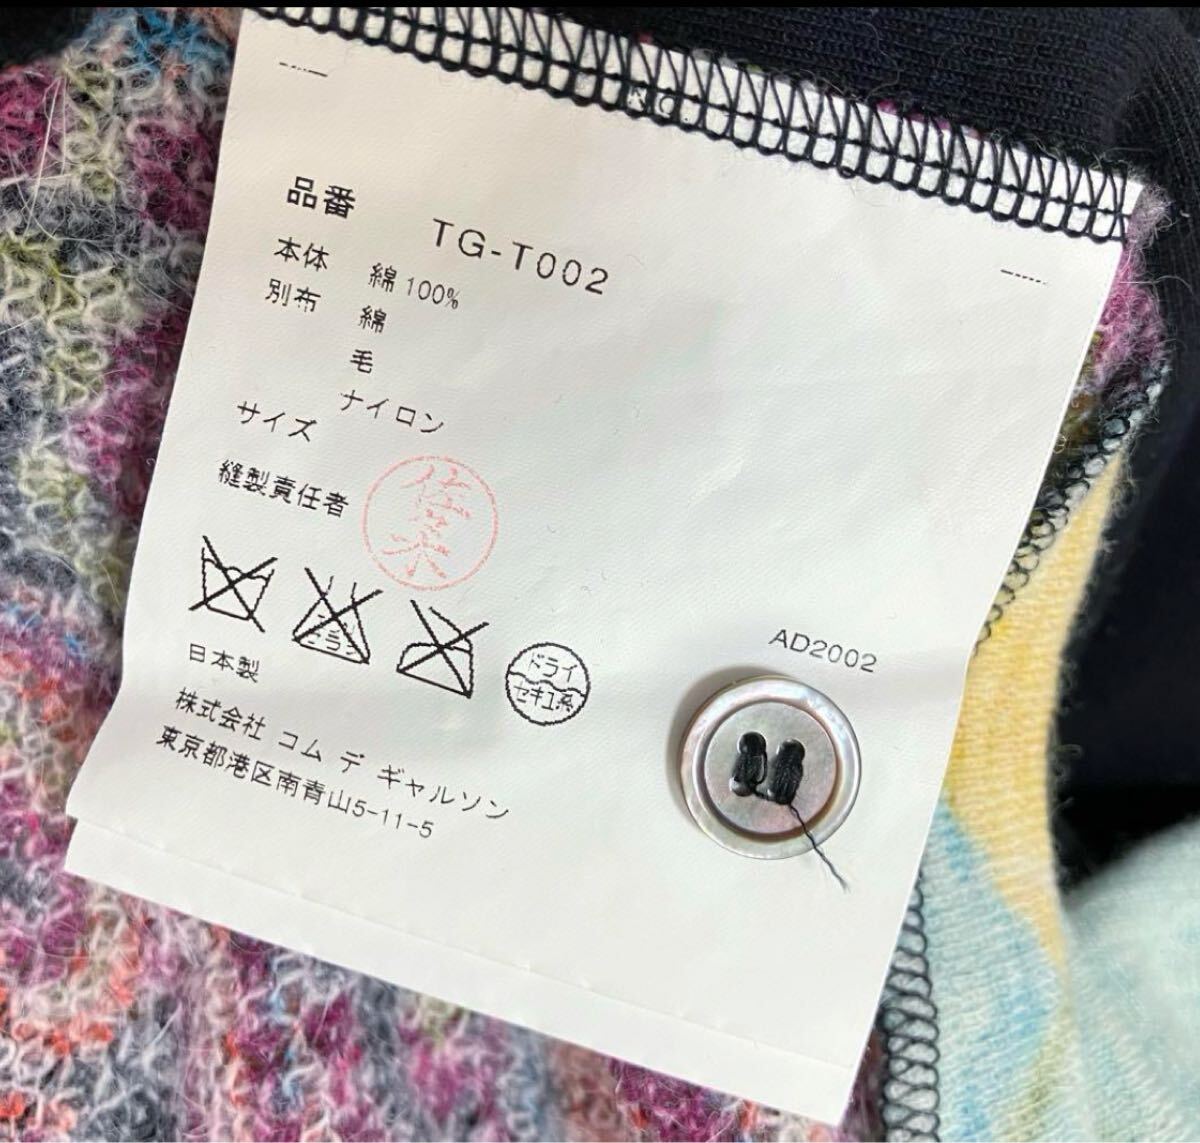 品番 TG-T002
本体 綿100%
別布 綿
毛
ナイロン
サイズ
縫製責任者
ドライ
セキユ系
AD2002
日本製
株式会社 コム デ ギャルソン
東京都港区南青山5-11-5